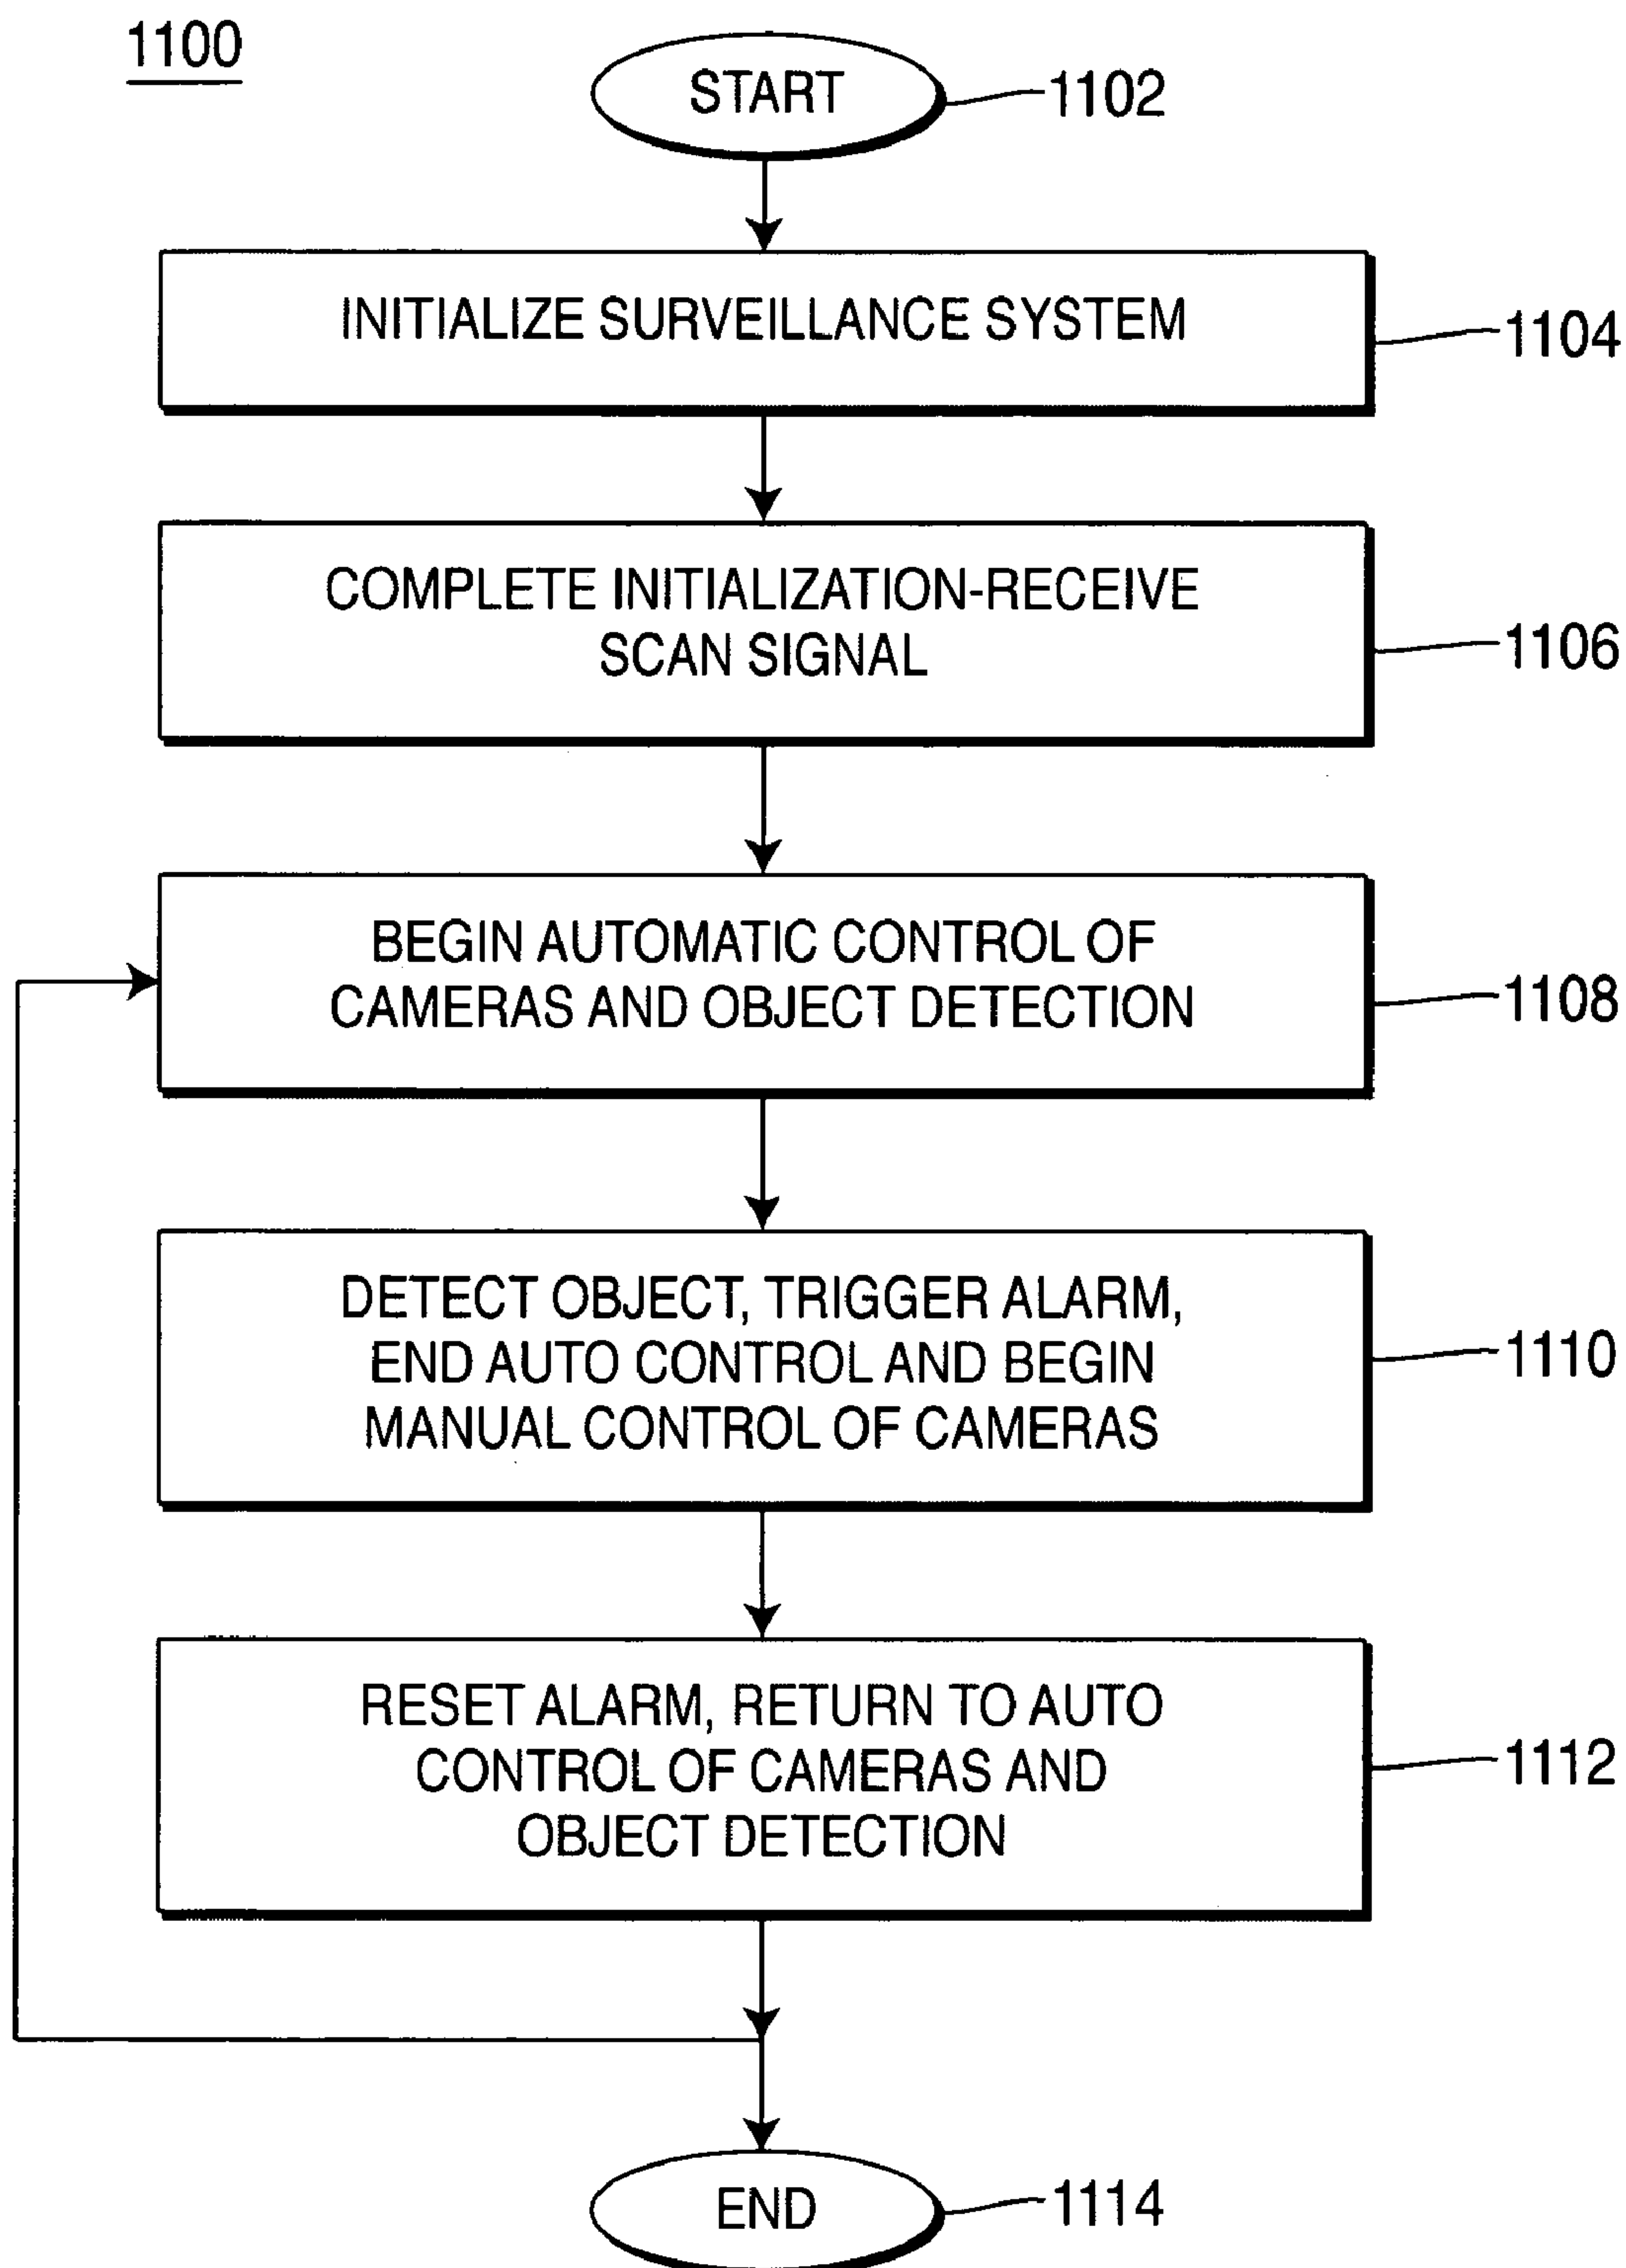 1100
START
1102
INITIALIZE SURVEILLANCE SYSTEM
1104
COMPLETE INITIALIZATION-RECEIVE
SCAN SIGNAL
1106
BEGIN AUTOMATIC CONTROL OF
CAMERAS AND OBJECT DETECTION
1108
DETECT OBJECT, TRIGGER ALARM,
END AUTO CONTROL AND BEGIN
MANUAL CONTROL OF CAMERAS
1110
RESET ALARM, RETURN TO AUTO
CONTROL OF CAMERAS AND
OBJECT DETECTION
1112
END
1114